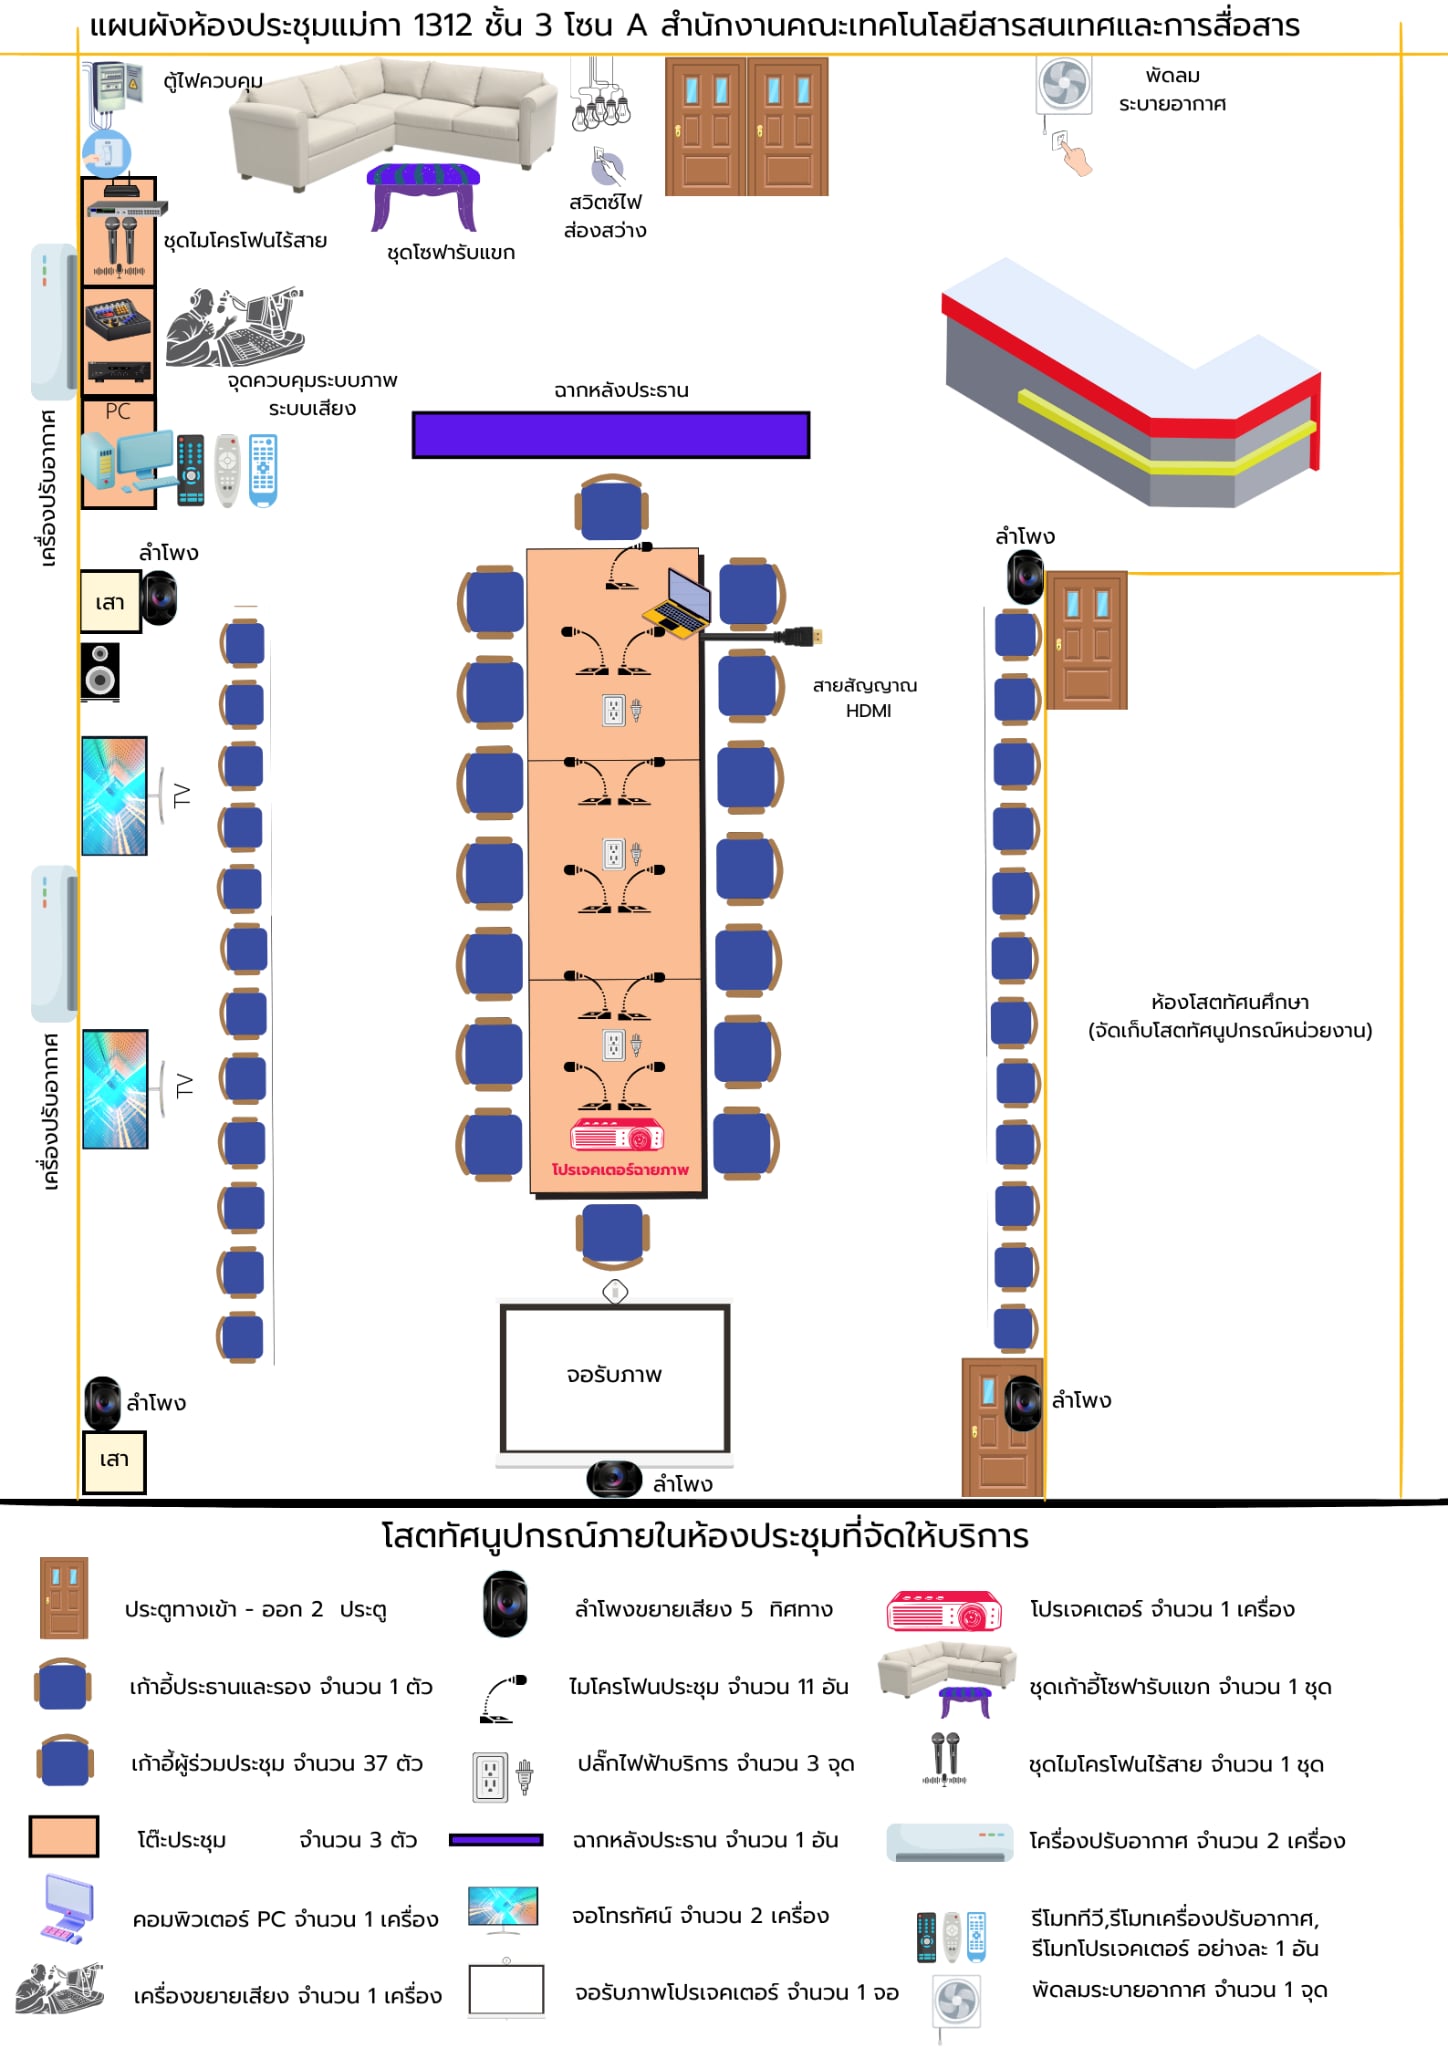 แผนผังห้องประชุมแม่กา 1312 ชั้น 3 โซน A สำนักงานคณะเทคโนโลยีสารสนเทศและการสื่อสาร
ตู้ไฟควบคุม
พัดลม
ระบายอากาศ
สวิตซ์ไฟ
ส่องสว่าง
ชุดไมโครโฟนไร้สาย
ชุดโซฟารับแขก
จุดควบคุมระบบภาพ
ระบบเสียง
ฉากหลังประธาน
PC
เครื่องปรับอากาศ
ลำโพง
ลำโพง
เสา
สายสัญญาณ
HDMI
TV
ห้องโสตทัศนศึกษา
(จัดเก็บโสตทัศนูปกรณ์หน่วยงาน)
เครื่องปรับอากาศ
TV
โปรเจคเตอร์ฉายภาพ
จอรับภาพ
ลำโพง
ลำโพง
เสา
ลำโพง
โสตทัศนูปกรณ์ภายในห้องประชุมที่จัดให้บริการ
ประตูทางเข้า - ออก 2 ประตู
ลำโพงขยายเสียง 5 ทิศทาง
โปรเจคเตอร์ จำนวน 1 เครื่อง
เก้าอี้ประธานและรอง จำนวน 1 ตัว
ไมโครโฟนประชุม จำนวน 11 อัน
ชุดเก้าอี้โซฟารับแขก จำนวน 1 ชุด
เก้าอี้ผู้ร่วมประชุม จำนวน 37 ตัว
ปลั๊กไฟฟ้าบริการ จำนวน 3 จุด
ชุดไมโครโฟนไร้สาย จำนวน 1 ชุด
โต๊ะประชุม จำนวน 3 ตัว
ฉากหลังประธาน จำนวน 1 อัน
โครื่องปรับอากาศ จำนวน 2 เครื่อง
คอมพิวเตอร์ PC จำนวน 1 เครื่อง
จอโทรทัศน์ จำนวน 2 เครื่อง
รีโมททีวี,รีโมทเครื่องปรับอากาศ,
รีโมทโปรเจคเตอร์ อย่างละ 1 อัน
เครื่องขยายเสียง จำนวน 1 เครื่อง
จอรับภาพโปรเจคเตอร์ จำนวน 1 จอ
พัดลมระบายอากาศ จำนวน 1 จุด